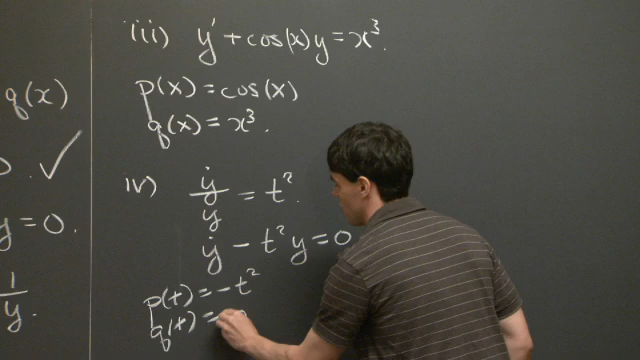 iii) y' + cos(x)y = x³.
p(x) = cos(x)
q(x) = x³.
iv) ẏ/y = t².
ẏ - t²y = 0
p(t) = -t²
q(t) =
q(x)
✓
y = 0.
1/y.